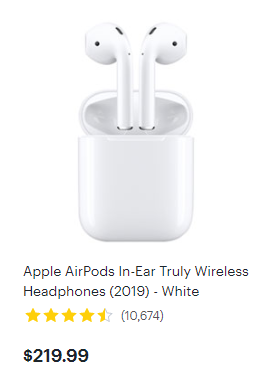 Apple AirPods In-Ear Truly Wireless
Headphones (2019) - White
(10,674)
$219.99